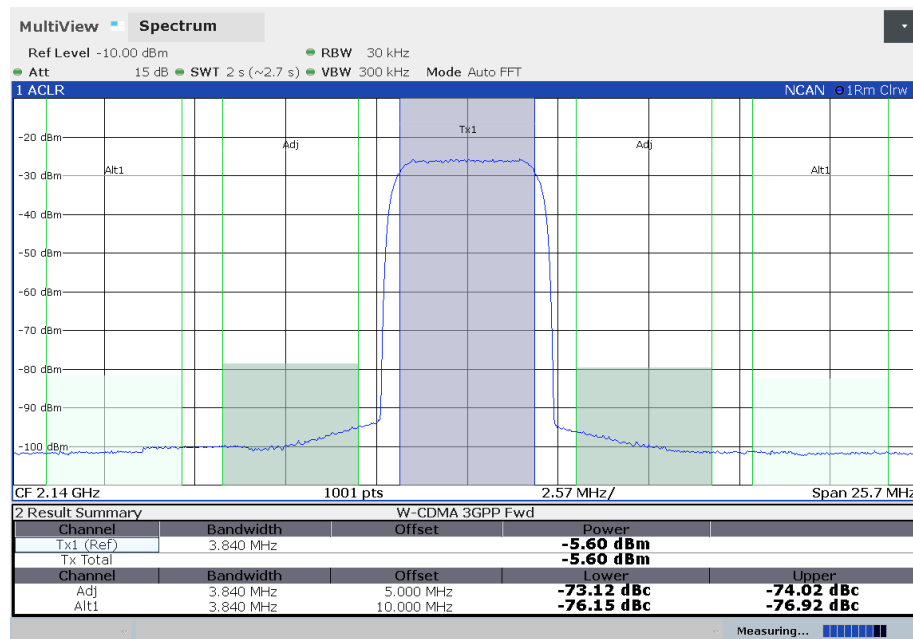 MultiView Spectrum
Ref Level -10.00 dBm RBW 30 kHz
Att 15 dB SWT 2 s (~2.7 s) VBW 300 kHz Mode Auto FFT
1 ACLR NCAN 1Rm Clrw
Tx1
-20 dBm
Adj Adj
Alt1 Alt1
-30 dBm
-40 dBm
-50 dBm
-60 dBm
-70 dBm
-80 dBm
-90 dBm
-100 dBm
CF 2.14 GHz 1001 pts 2.57 MHz/ Span 25.7 MHz
2 Result Summary W-CDMA 3GPP Fwd
Channel Bandwidth Offset Power
Tx1 (Ref) 3.840 MHz -5.60 dBm
Tx Total -5.60 dBm
Channel Bandwidth Offset Lower Upper
Adj 3.840 MHz 5.000 MHz -73.12 dBc -74.02 dBc
Alt1 3.840 MHz 10.000 MHz -76.15 dBc -76.92 dBc
Measuring...